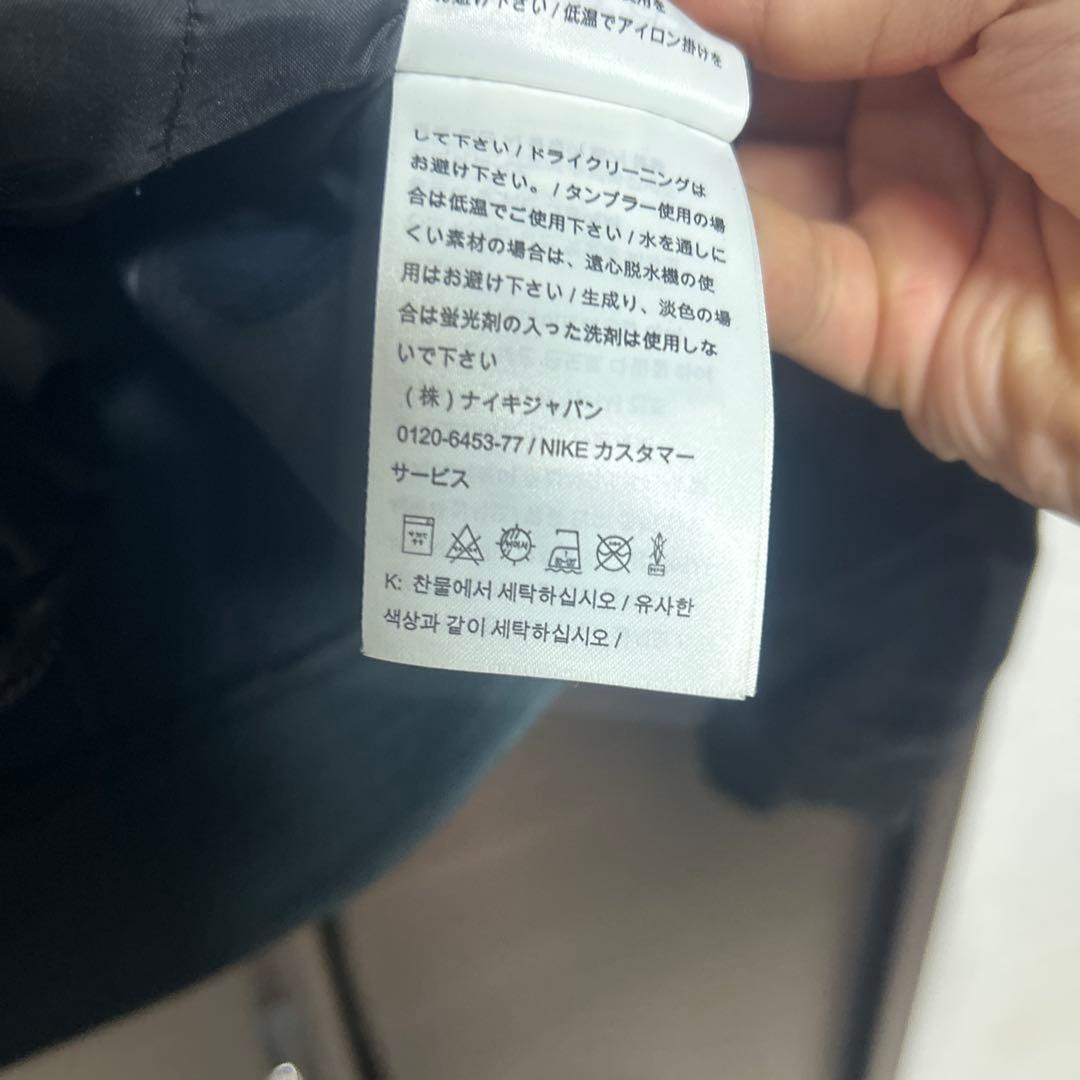 下さい / 低温でアイロン掛けを
して下さい / ドライクリーニングは
お避け下さい。 / タンブラー使用の場
合は低温でご使用下さい / 水を通しに
くい素材の場合は、遠心脱水機の使
用はお避け下さい / 生成り、淡色の場
合は蛍光剤の入った洗剤は使用しな
いで下さい
(株)ナイキジャパン
0120-6453-77 / NIKE カスタマー
サービス
K: 찬물에서 세탁하십시오 / 유사한
색상과 같이 세탁하십시오 /